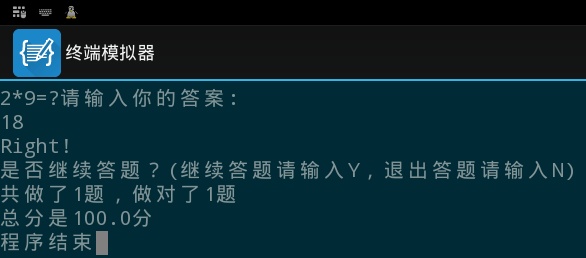 终端模拟器
2*9=?请输入你的答案:
18
Right!
是否继续答题？(继续答题请输入Y, 退出答题请输入N)
共做了1题，做对了1题
总分是100.0分
程序结束